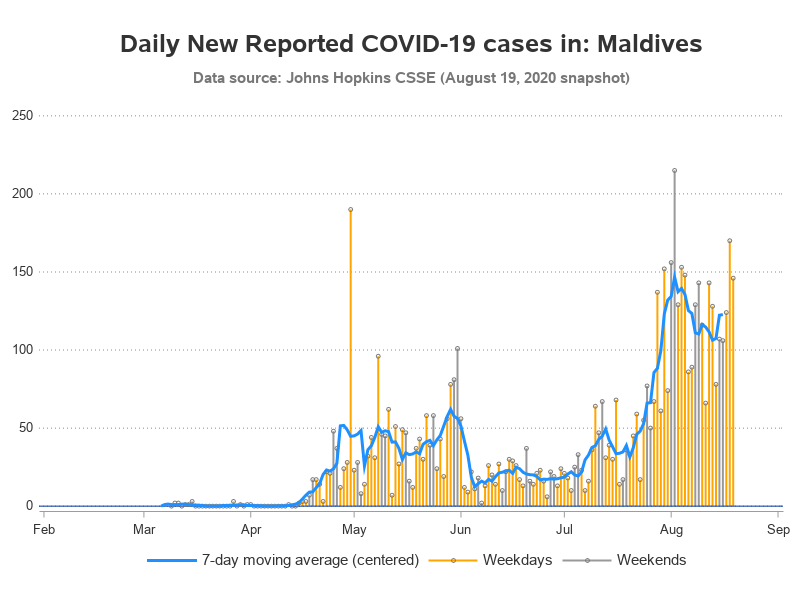 Daily New Reported COVID-19 cases in: Maldives
Data source: Johns Hopkins CSSE (August 19, 2020 snapshot)
250
200
150
100
50
0
Feb Mar Apr May Jun Jul Aug Sep
7-day moving average (centered) Weekdays Weekends